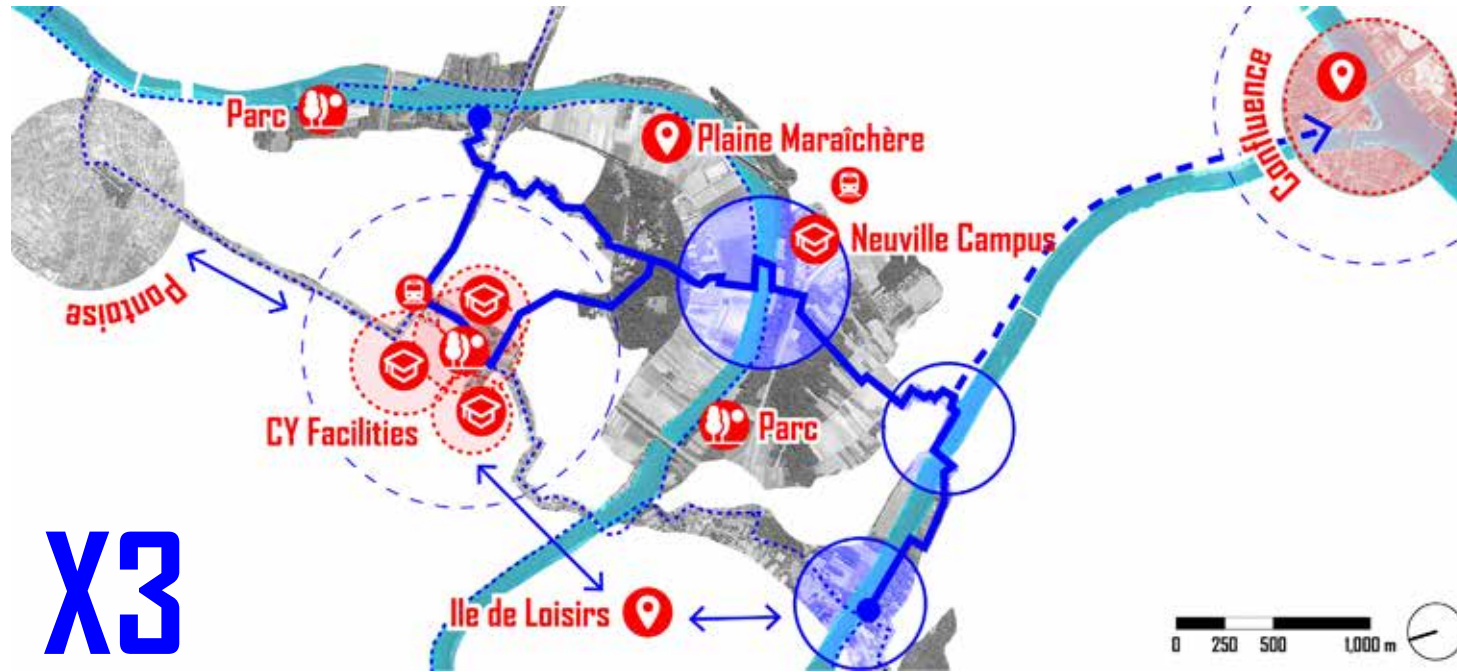 Parc
Plaine Maraîchère
Confluence
Neuville Campus
Pontoise
CY Facilities
Parc
X3
Ile de Loisirs
0 250 500 1,000 m